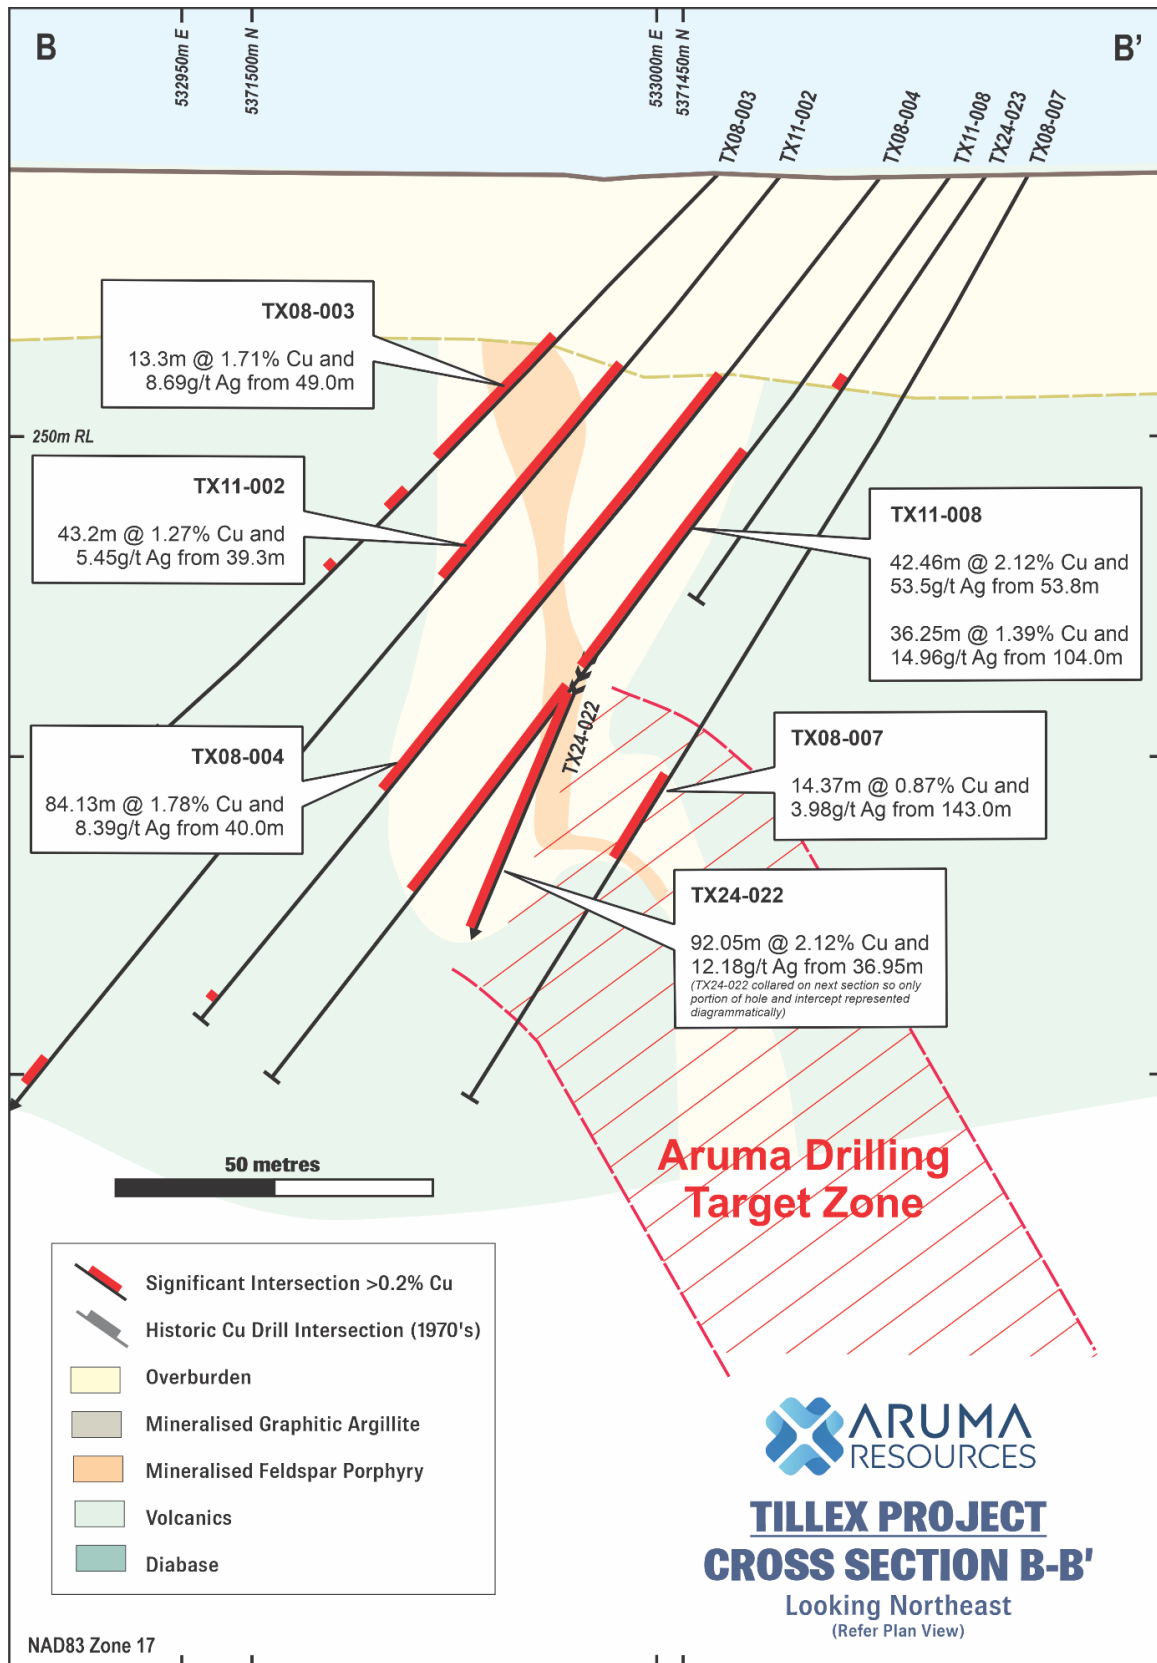 B
B'
532950m E
5371500m N
533000m E
5371450m N
TX08-003
TX11-002
TX08-004
TX11-008
TX24-023
TX08-007
TX08-003
13.3m @ 1.71% Cu and
8.69g/t Ag from 49.0m
250m RL
TX11-002
43.2m @ 1.27% Cu and
5.45g/t Ag from 39.3m
TX11-008
42.46m @ 2.12% Cu and
53.5g/t Ag from 53.8m
36.25m @ 1.39% Cu and
14.96g/t Ag from 104.0m
TX24-022
TX08-004
84.13m @ 1.78% Cu and
8.39g/t Ag from 40.0m
TX08-007
14.37m @ 0.87% Cu and
3.98g/t Ag from 143.0m
TX24-022
92.05m @ 2.12% Cu and
12.18g/t Ag from 36.95m
(TX24-022 collared on next section so only
portion of hole and intercept represented
diagrammatically)
Aruma Drilling
Target Zone
50 metres
Significant Intersection >0.2% Cu
Historic Cu Drill Intersection (1970's)
Overburden
Mineralised Graphitic Argillite
Mineralised Feldspar Porphyry
Volcanics
Diabase
ARUMA
RESOURCES
TILLEX PROJECT
CROSS SECTION B-B'
Looking Northeast
(Refer Plan View)
NAD83 Zone 17